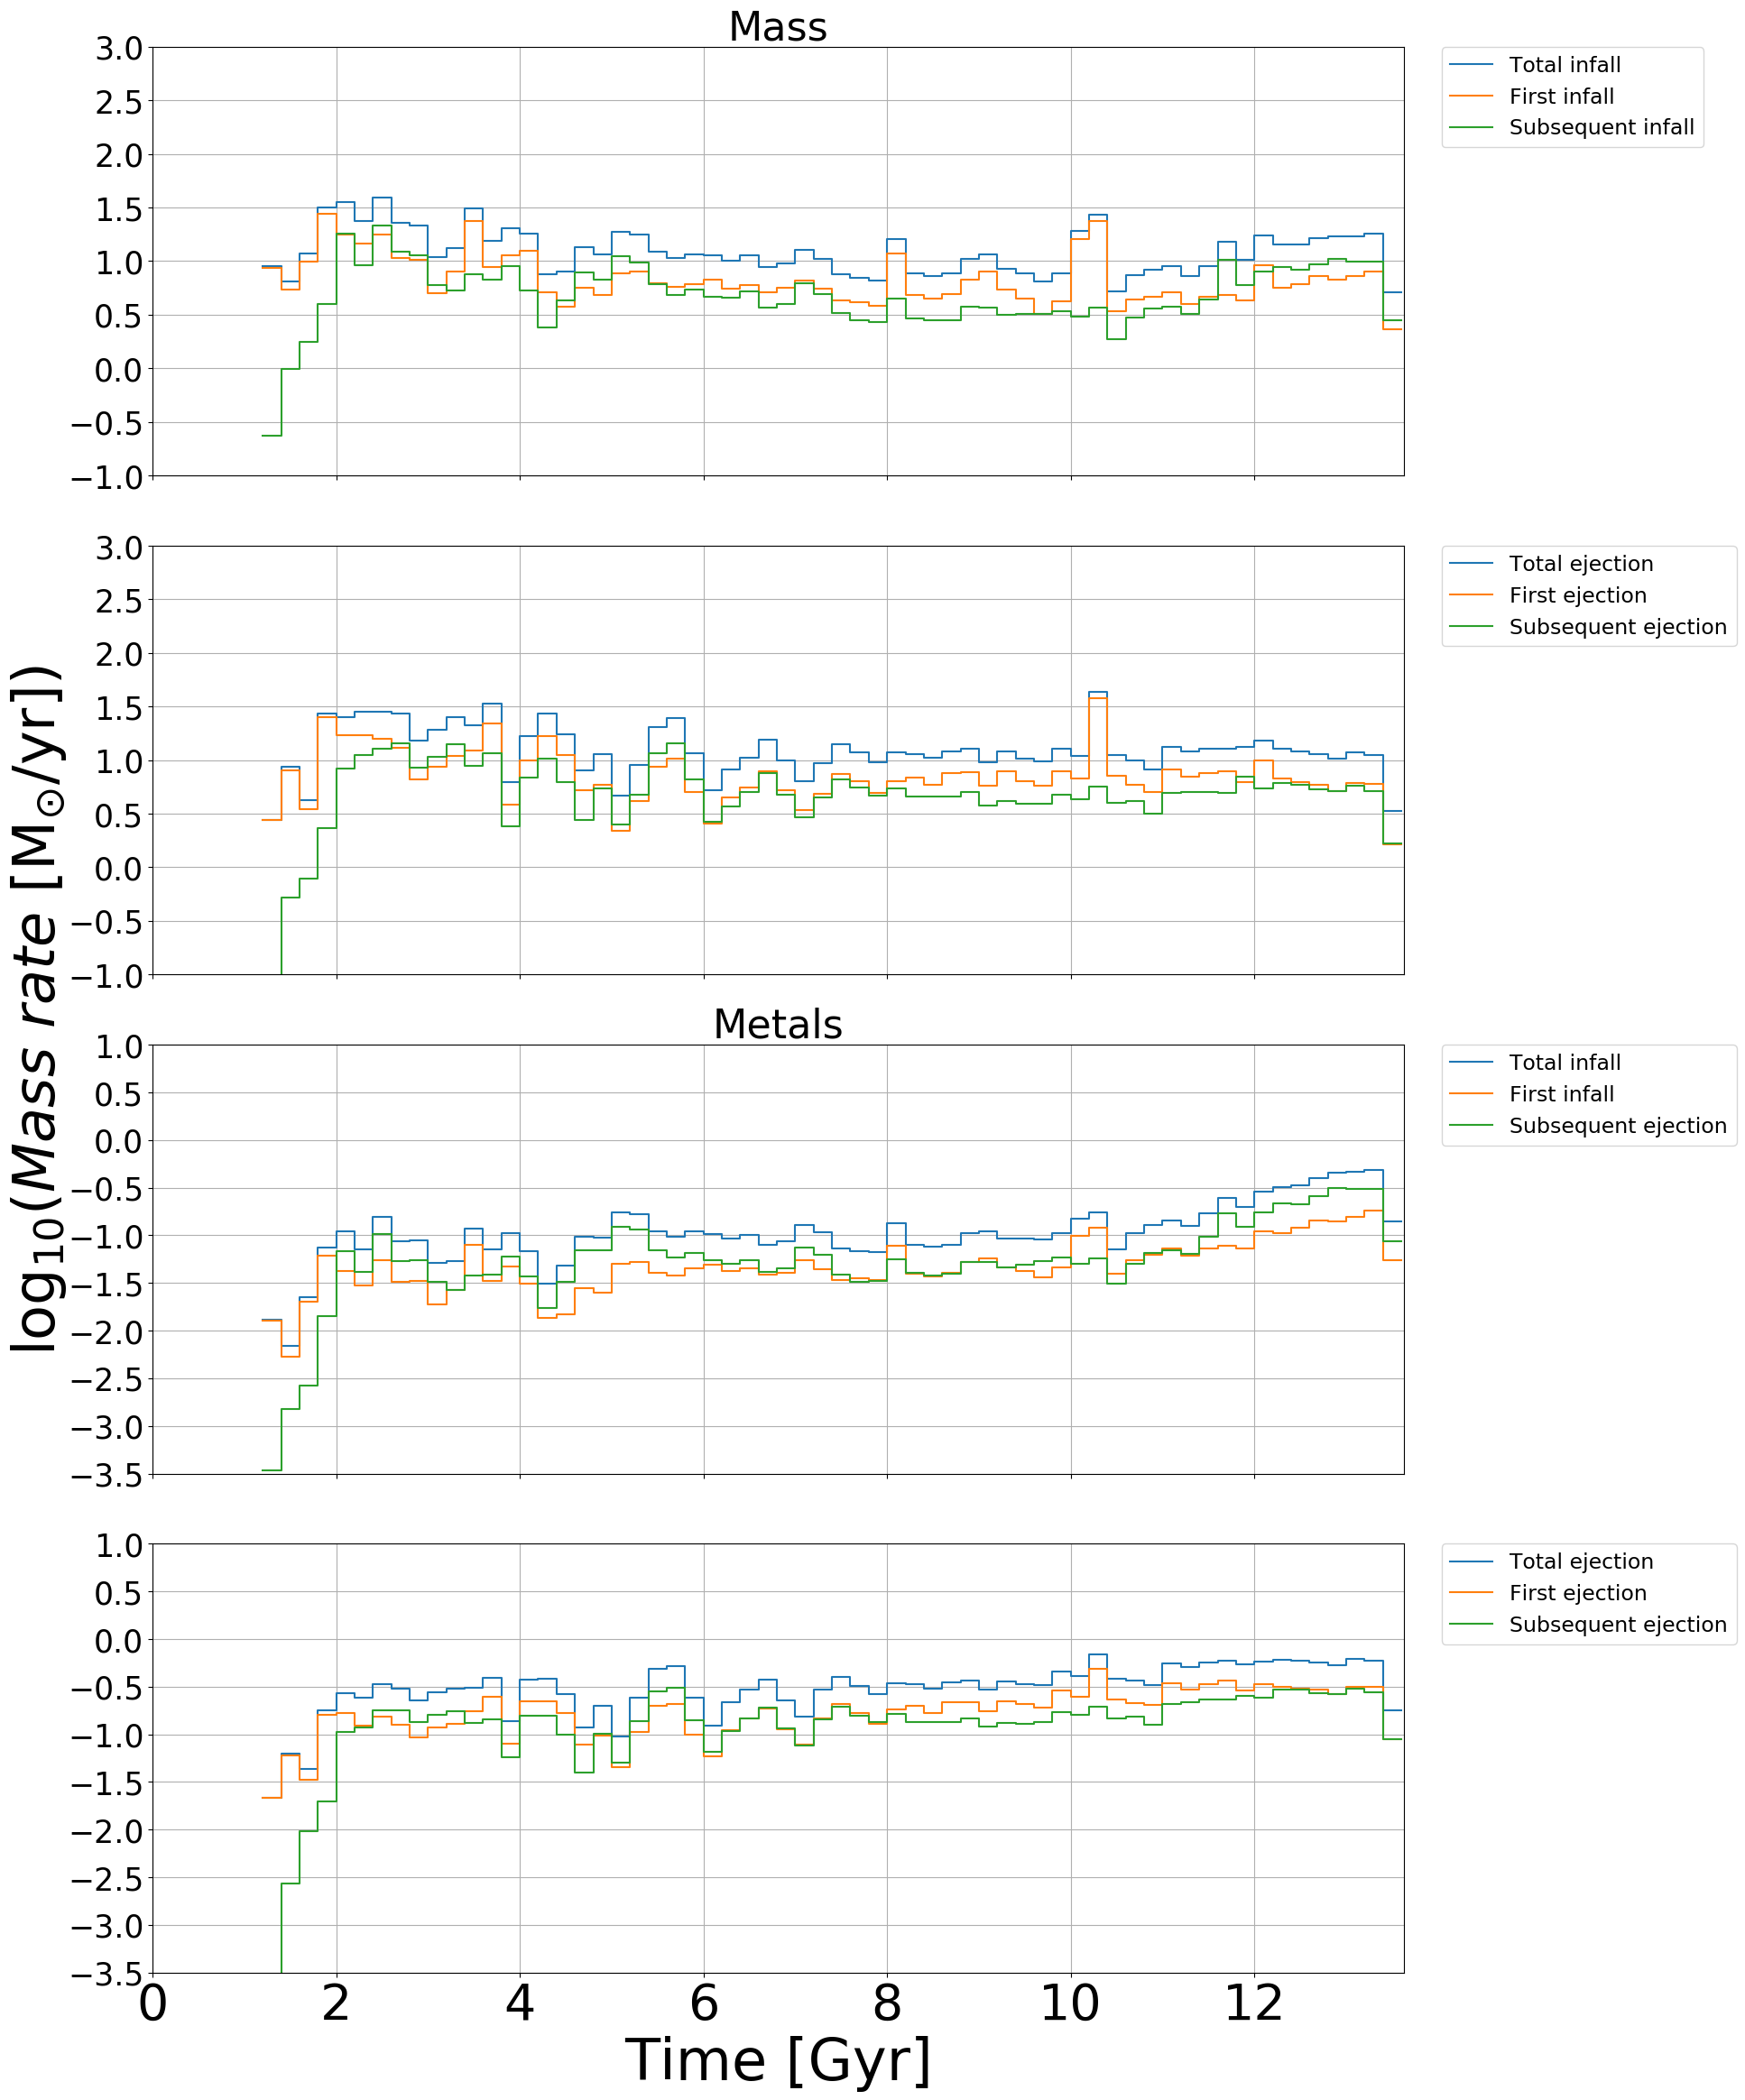 Mass
3.0
2.5
2.0
1.5
1.0
0.5
0.0
−0.5
−1.0
Total infall
First infall
Subsequent infall
3.0
2.5
2.0
1.5
1.0
0.5
0.0
−0.5
−1.0
Total ejection
First ejection
Subsequent ejection
log₁₀(Mass rate [M⊙/yr])
Metals
1.0
0.5
0.0
−0.5
−1.0
−1.5
−2.0
−2.5
−3.0
−3.5
Total infall
First infall
Subsequent ejection
1.0
0.5
0.0
−0.5
−1.0
−1.5
−2.0
−2.5
−3.0
−3.5
Total ejection
First ejection
Subsequent ejection
0 2 4 6 8 10 12
Time [Gyr]